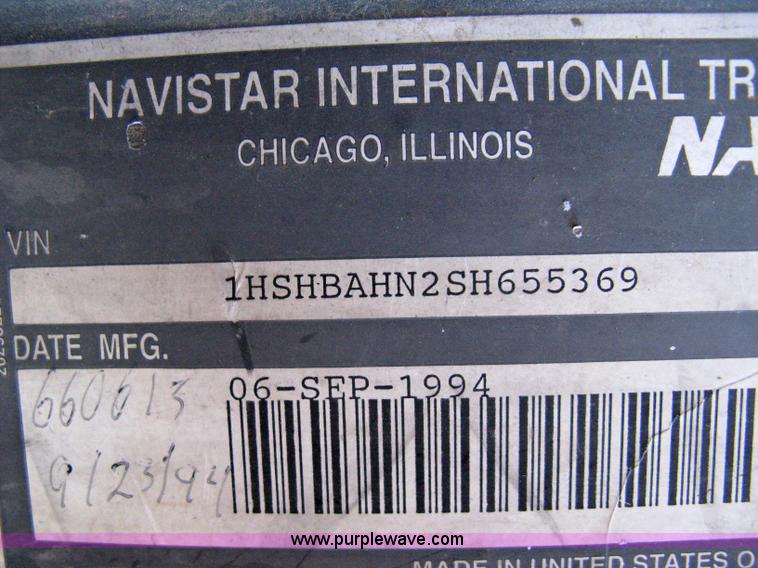 NAVISTAR INTERNATIONAL TR
CHICAGO, ILLINOIS
NA
VIN
1HSHBAHN2SH655369
DATE MFG.
06-SEP-1994
660613
9/23/94
www.purplewave.com
MADE IN UNITED STATES O